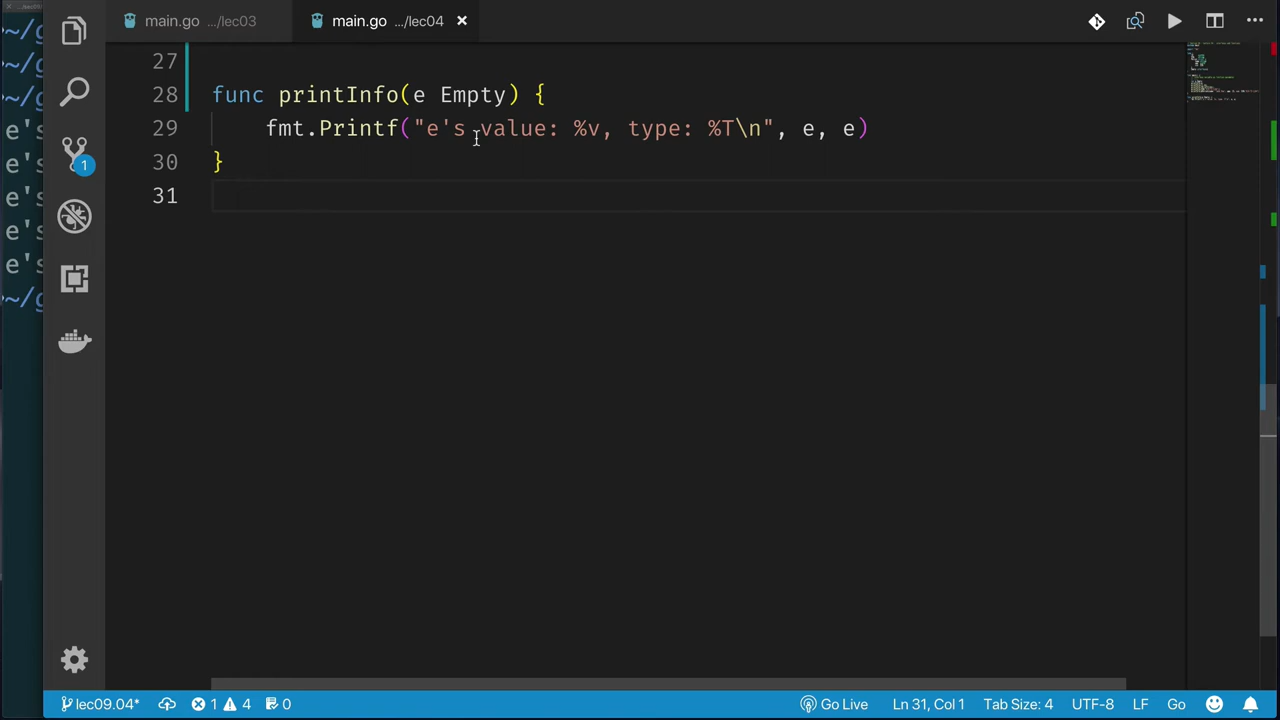 main.go .../lec03
main.go .../lec04
~/g
~/g
~/g
e's
e's
e's
e's
e's
~/g
27
28 func printInfo(e Empty) {
29 fmt.Printf("e's value: %v, type: %T\n", e, e)
30 }
31
1
lec09.04* 1 4 0 Go Live Ln 31, Col 1 Tab Size: 4 UTF-8 LF Go